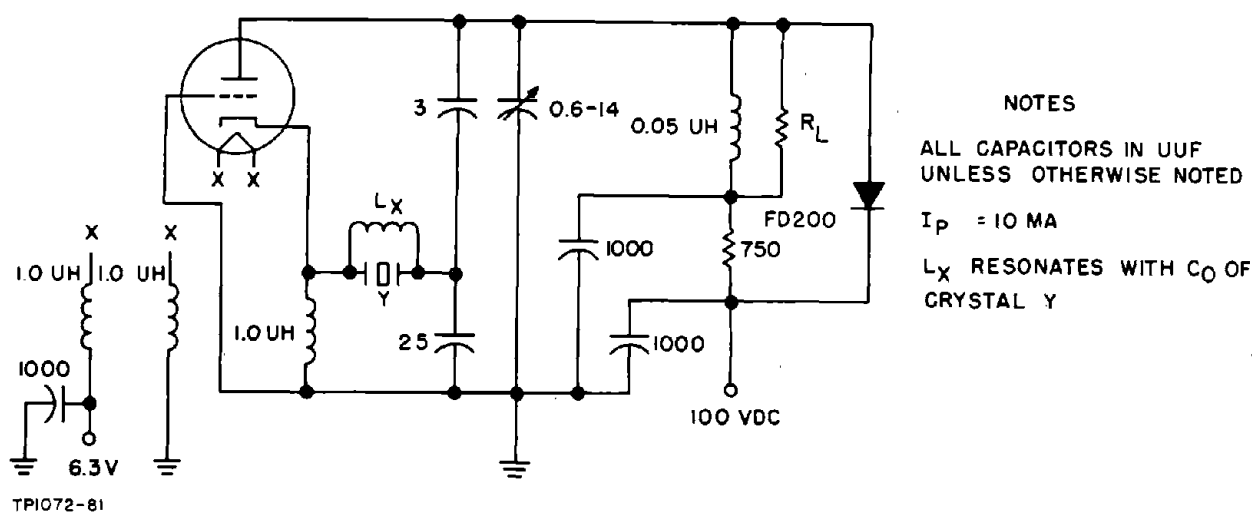 3
0.6-14
0.05 UH
R_L
NOTES
ALL CAPACITORS IN UUF
UNLESS OTHERWISE NOTED
I_P = 10 MA
L_X RESONATES WITH C_O OF
CRYSTAL Y
X X
L_X
Y
1000
FD200
750
X X
1.0 UH 1.0 UH
1.0 UH
25
1000
1000
100 VDC
6.3 V
TP1072-81